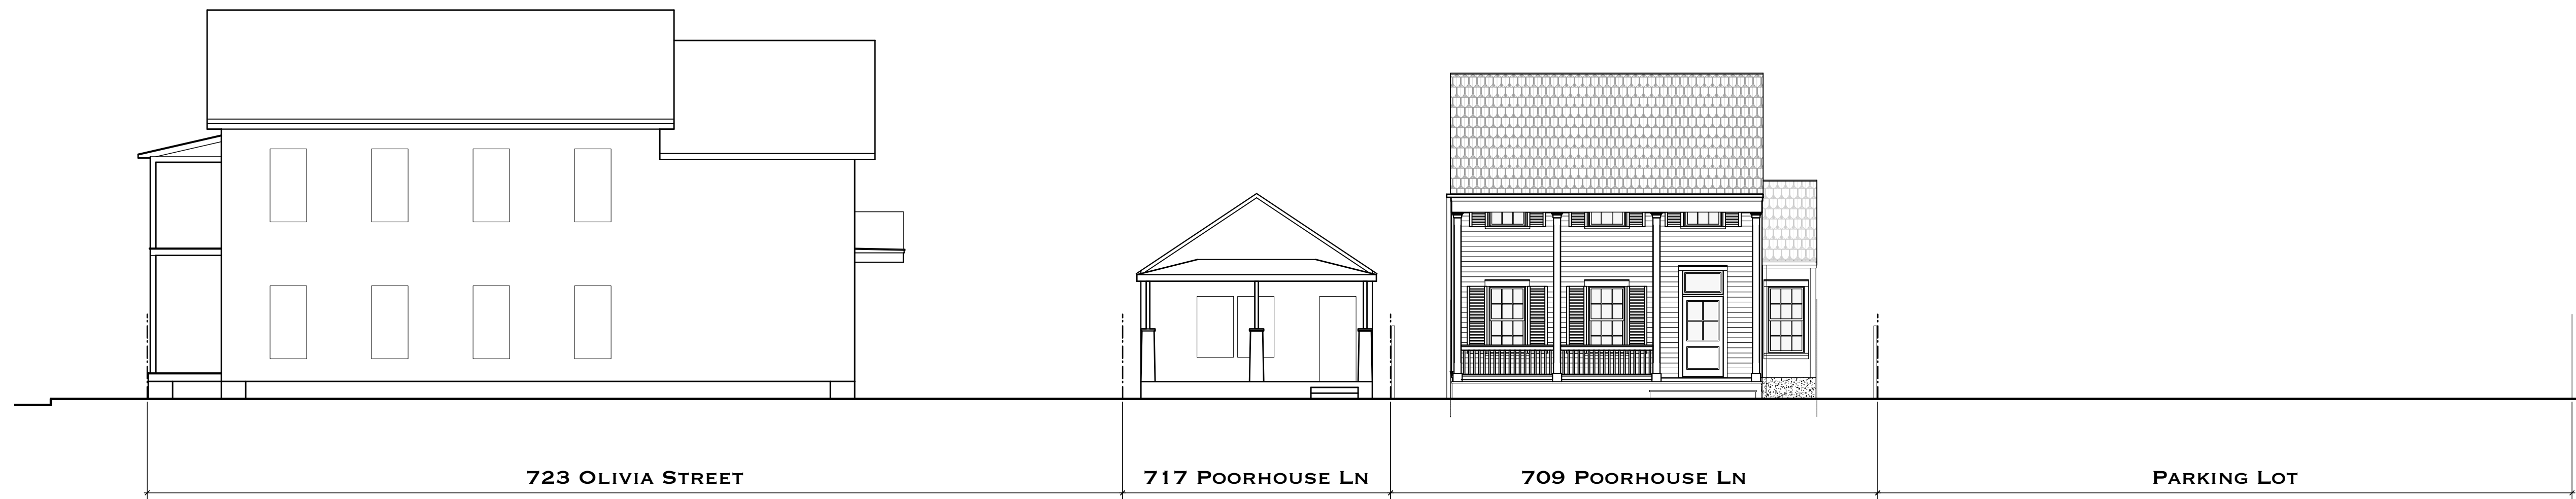 723 Olivia Street
717 Poorhouse Ln
709 Poorhouse Ln
Parking Lot